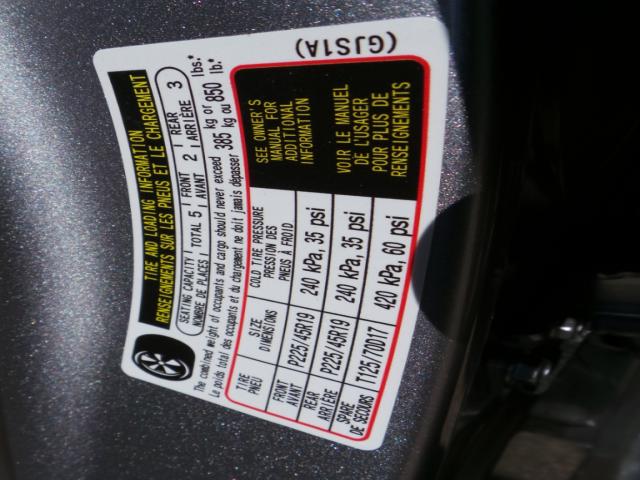 TIRE AND LOADING INFORMATION
RENSEIGNEMENTS SUR LES PNEUS ET LE CHARGEMENT
SEATING CAPACITY TOTAL 5 FRONT 2 REAR 3
NOMBRE DE PLACES AVANT ARRIÈRE
The combined weight of occupants and cargo should never exceed 385 kg or 850 lbs.*
Le poids total des occupants et du chargement ne doit jamais dépasser kg ou lb.*
TIRE SIZE COLD TIRE PRESSURE SEE OWNER'S
PNEU DIMENSIONS PRESSION DES MANUAL FOR
PNEUS À FROID ADDITIONAL
INFORMATION
FRONT P225/45R19 240 kPa, 35 psi
AVANT
REAR P225/45R19 240 kPa, 35 psi VOIR LE MANUEL
ARRIÈRE DE L'USAGER
SPARE T125/70D17 420 kPa, 60 psi POUR PLUS DE
DE SECOURS RENSEIGNEMENTS
(GJS1A)